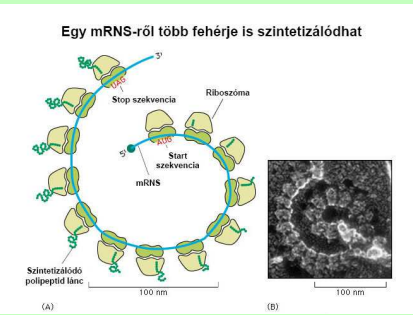 Egy mRNS-ről több fehérje is szintetizálódhat
3'
UAG
Stop szekvencia
Riboszóma
5'
AUG
Start
szekvencia
mRNS
Szintetizálódó
polipeptid lánc
100 nm
(A)
100 nm
(B)